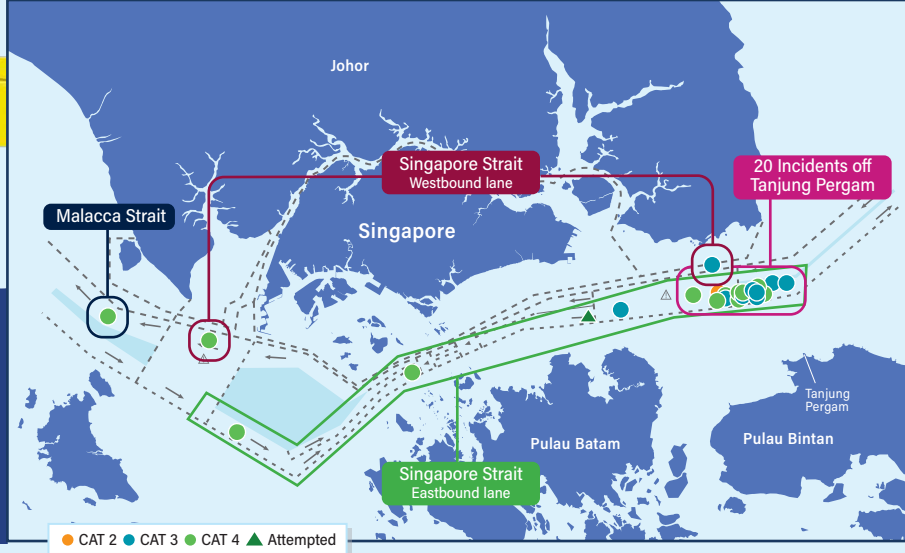 Johor
Singapore Strait
Westbound lane
20 Incidents off
Tanjung Pergam
Malacca Strait
Singapore
Tanjung
Pergam
Pulau Batam
Pulau Bintan
Singapore Strait
Eastbound lane
CAT 2
CAT 3
CAT 4
Attempted